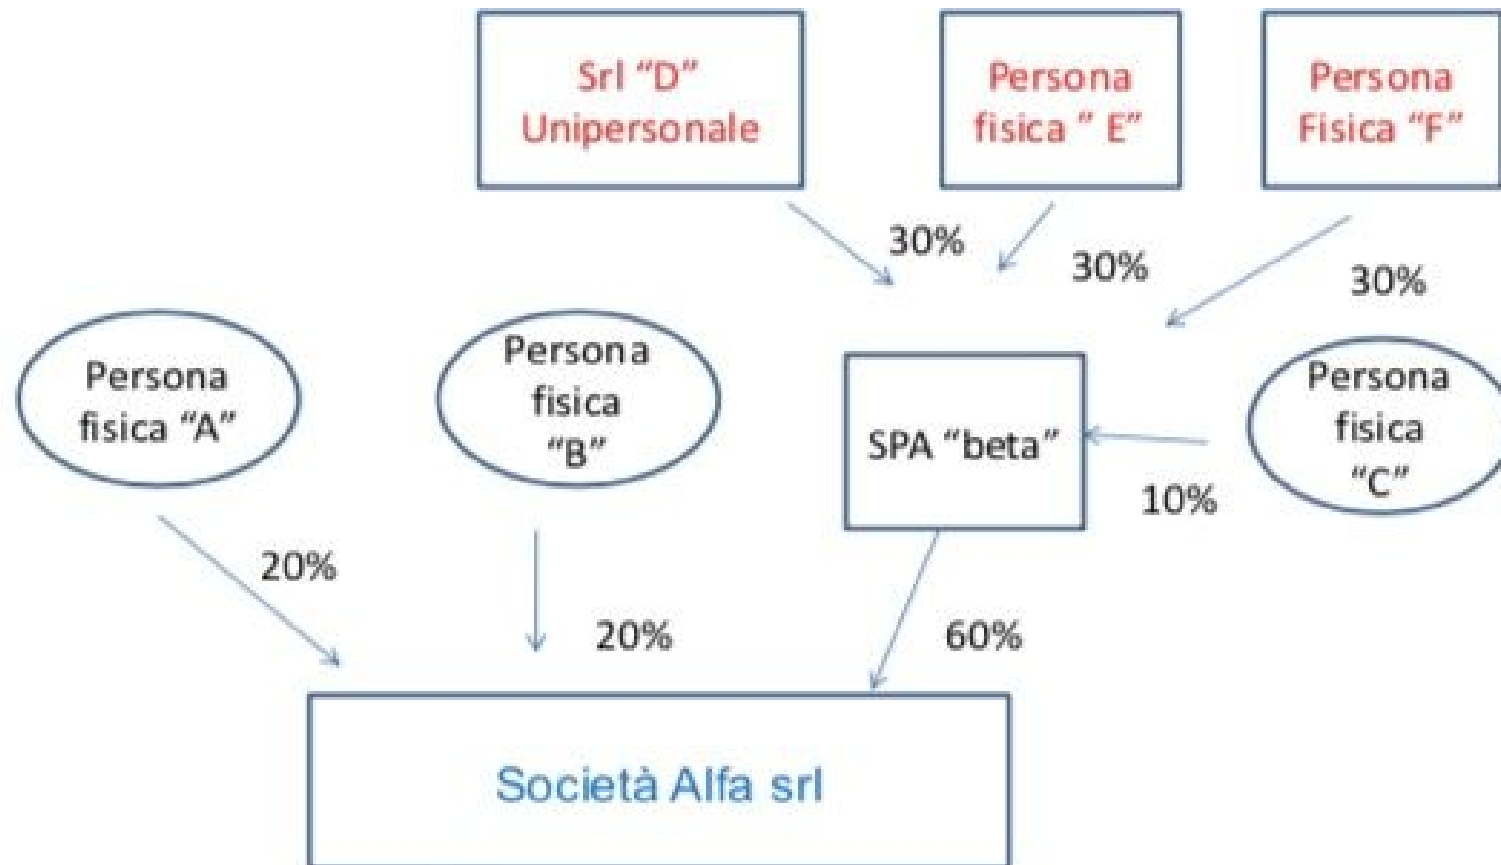 Srl “D”
Unipersonale
Persona
fisica ” E”
Persona
Fisica “F”
30%
30%
30%
Persona
fisica “A”
Persona
fisica
“B”
SPA “beta”
Persona
fisica
“C”
10%
20%
20%
60%
Società Alfa srl